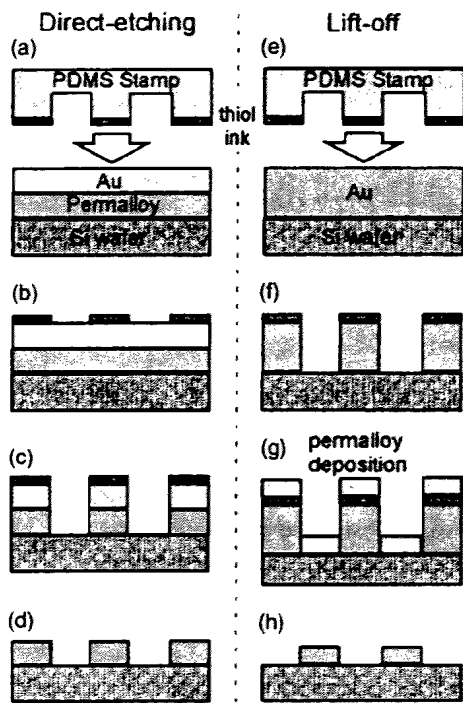 Direct-etching
(a)
PDMS Stamp
thiol
ink
Au
Permalloy
Si wafer
(b)
(c)
(d)
Lift-off
(e)
PDMS Stamp
Au
Si wafer
(f)
(g)
permalloy
deposition
(h)